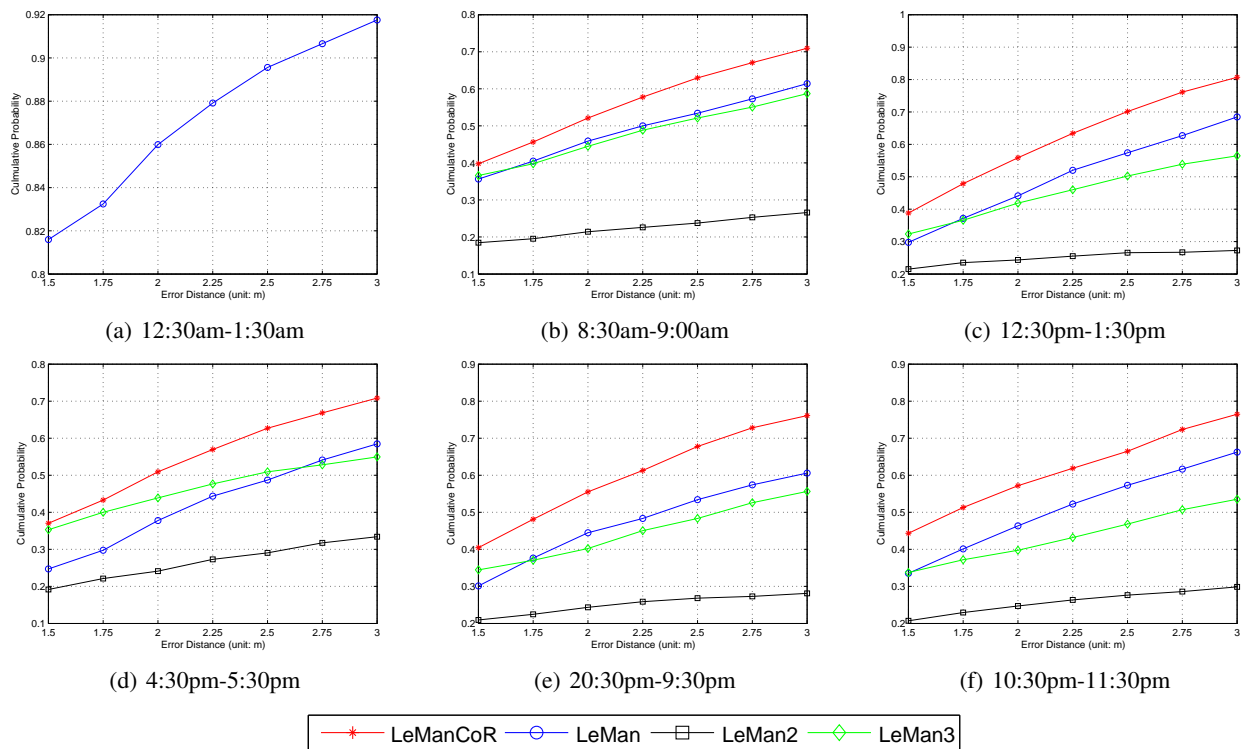 0.92
0.9
0.88
0.86
0.84
0.82
0.8
Culmulative Probability
1.5 1.75 2 2.25 2.5 2.75 3
Error Distance (unit: m)
(a) 12:30am-1:30am
0.8
0.7
0.6
0.5
0.4
0.3
0.2
0.1
Culmulative Probability
1.5 1.75 2 2.25 2.5 2.75 3
Error Distance (unit: m)
(b) 8:30am-9:00am
1
0.9
0.8
0.7
0.6
0.5
0.4
0.3
0.2
Culmulative Probability
1.5 1.75 2 2.25 2.5 2.75 3
Error Distance (unit: m)
(c) 12:30pm-1:30pm
0.8
0.7
0.6
0.5
0.4
0.3
0.2
0.1
Culmulative Probability
1.5 1.75 2 2.25 2.5 2.75 3
Error Distance (unit: m)
(d) 4:30pm-5:30pm
0.9
0.8
0.7
0.6
0.5
0.4
0.3
0.2
Culmulative Probability
1.5 1.75 2 2.25 2.5 2.75 3
Error Distance (unit: m)
(e) 20:30pm-9:30pm
0.9
0.8
0.7
0.6
0.5
0.4
0.3
0.2
Culmulative Probability
1.5 1.75 2 2.25 2.5 2.75 3
Error Distance (unit: m)
(f) 10:30pm-11:30pm
LeManCoR LeMan LeMan2 LeMan3